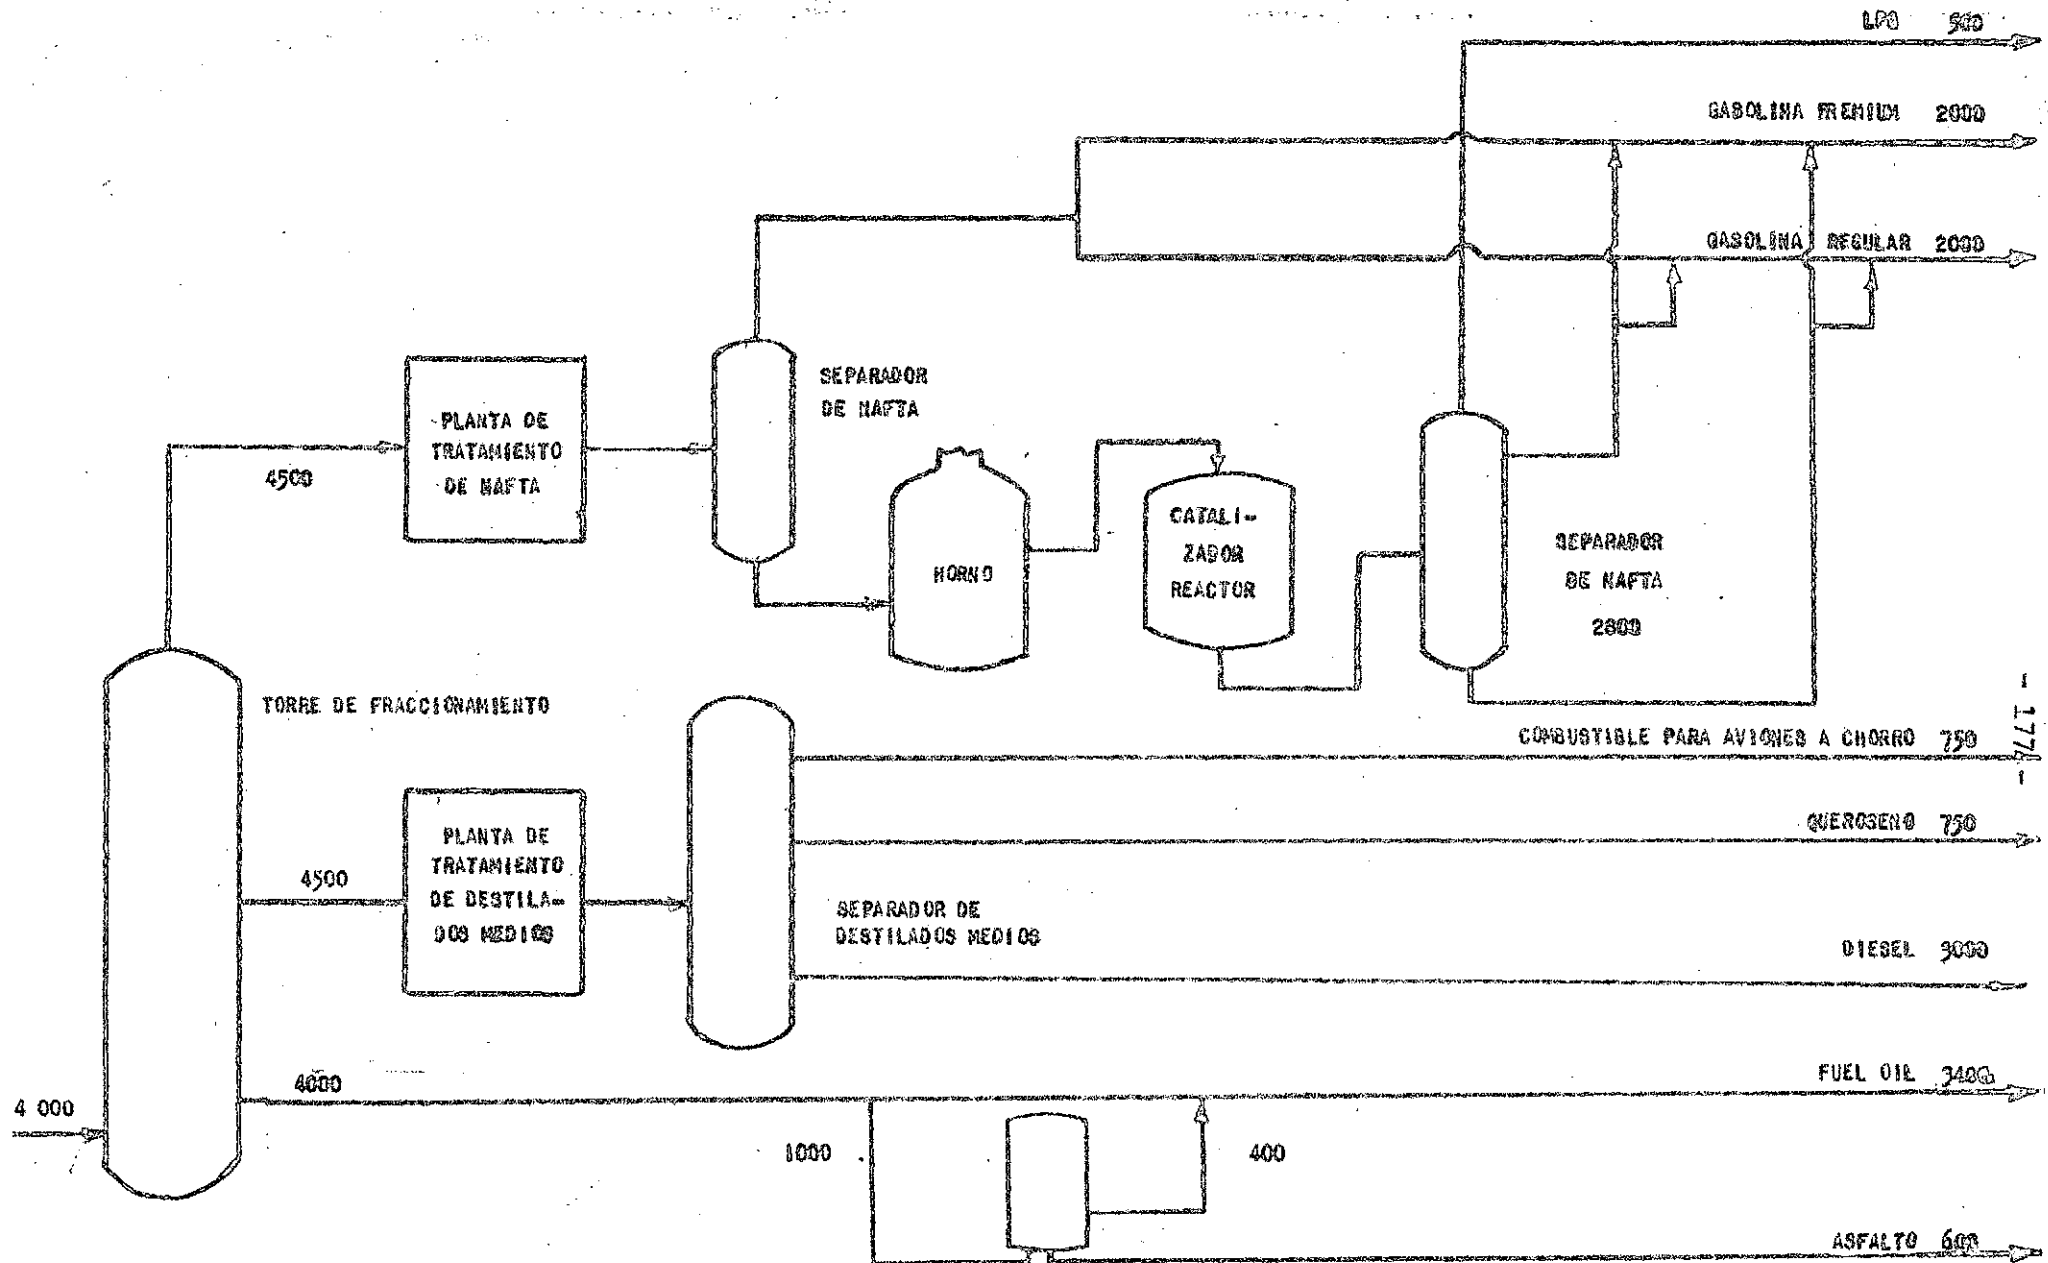 LPG 500
GASOLINA PREMIUM 2000
GASOLINA REGULAR 2000
SEPARADOR
DE NAFTA
PLANTA DE
TRATAMIENTO
DE NAFTA
4500
CATALI-
ZADOR
REACTOR
HORNO
SEPARADOR
DE NAFTA
2800
TORRE DE FRACCIONAMIENTO
- 177 -
COMBUSTIBLE PARA AVIONES A CHORRO 750
QUEROSENO 750
PLANTA DE
TRATAMIENTO
DE DESTILA-
DOS MEDIOS
4500
SEPARADOR DE
DESTILADOS MEDIOS
DIESEL 3000
4000
FUEL OIL 3400
4 000
1000
400
ASFALTO 600